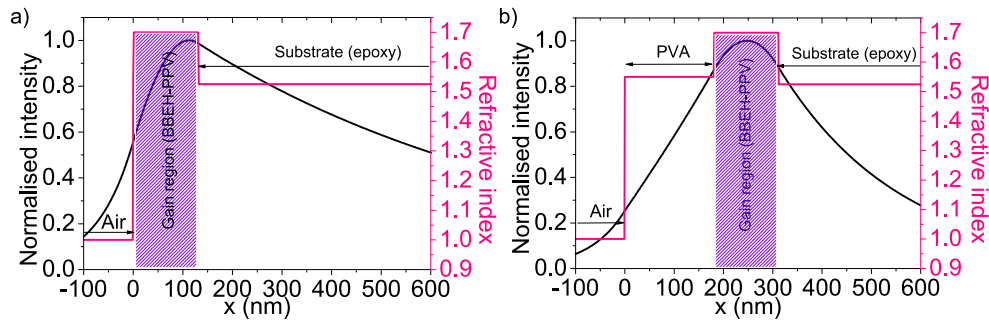 a)
Normalised intensity
1.0
0.8
0.6
0.4
0.2
0.0
Air
Gain region (BBEH-PPV)
Substrate (epoxy)
1.7
1.6
1.5
1.4
1.3
1.2
1.1
1.0
0.9
Refractive index
-100 0 100 200 300 400 500 600
x (nm)
b)
Normalised intensity
1.0
0.8
0.6
0.4
0.2
0.0
Air
PVA
Gain region (BBEH-PPV)
Substrate (epoxy)
1.7
1.6
1.5
1.4
1.3
1.2
1.1
1.0
0.9
Refractive index
-100 0 100 200 300 400 500 600
x (nm)